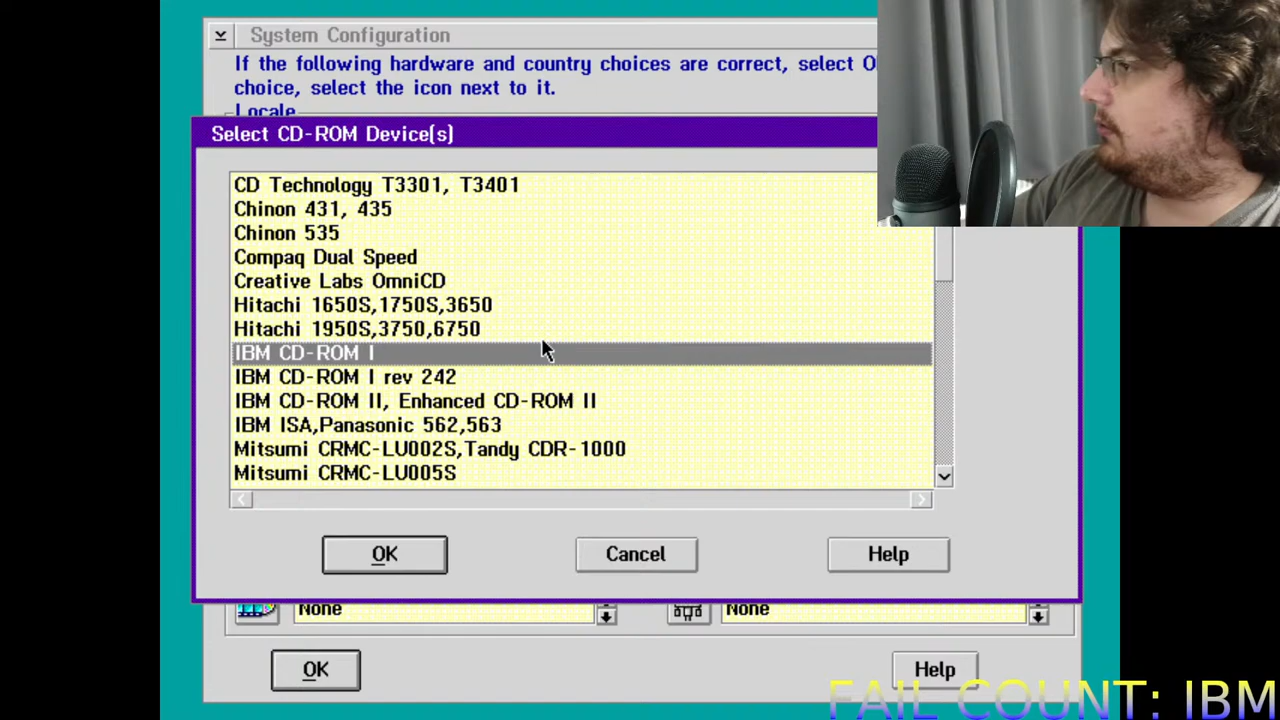 System Configuration
If the following hardware and country choices are correct, select O
choice, select the icon next to it.
Locale
Select CD-ROM Device(s)
CD Technology T3301, T3401
Chinon 431, 435
Chinon 535
Compaq Dual Speed
Creative Labs OmniCD
Hitachi 1650S,1750S,3650
Hitachi 1950S,3750,6750
IBM CD-ROM I
IBM CD-ROM I rev 242
IBM CD-ROM II, Enhanced CD-ROM II
IBM ISA,Panasonic 562,563
Mitsumi CRMC-LU002S,Tandy CDR-1000
Mitsumi CRMC-LU005S
OK Cancel Help
None None
OK Help
FAIL COUNT: IBM